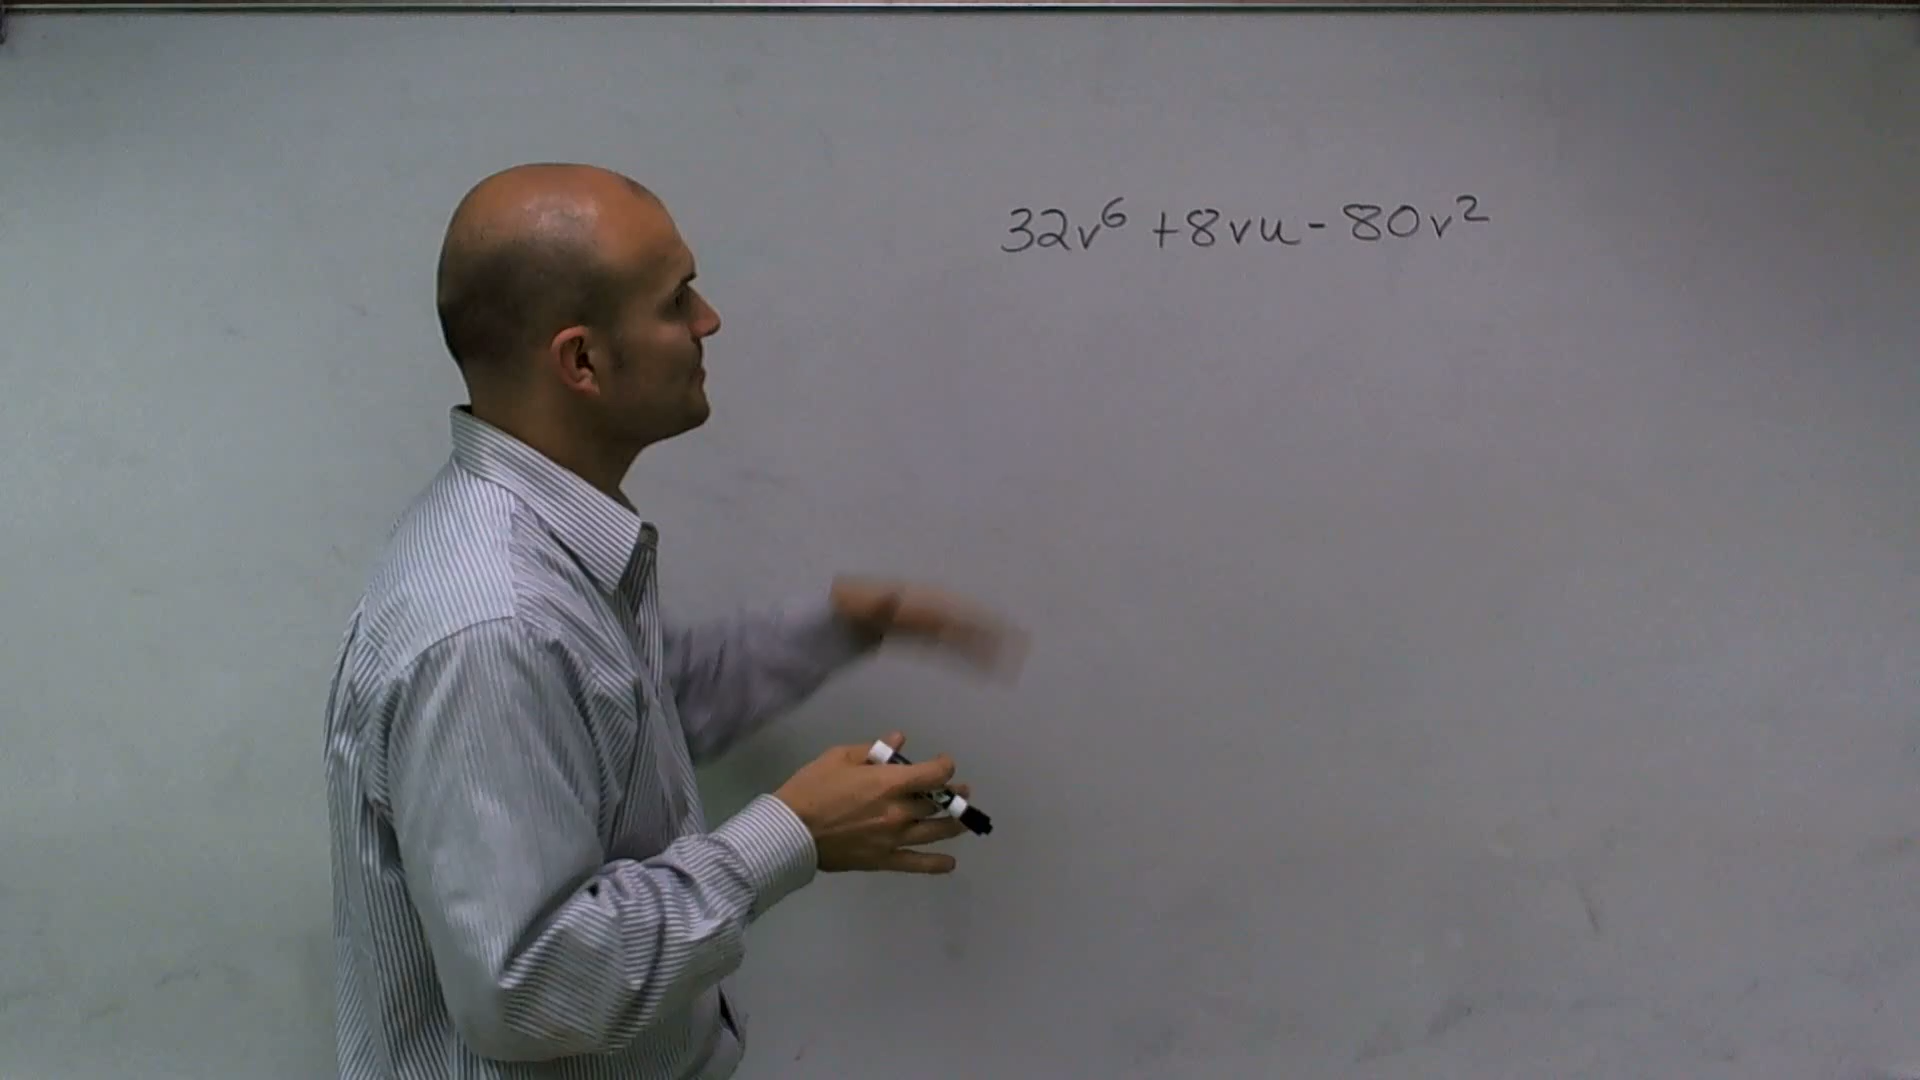 32v⁶ + 8vu - 80v²